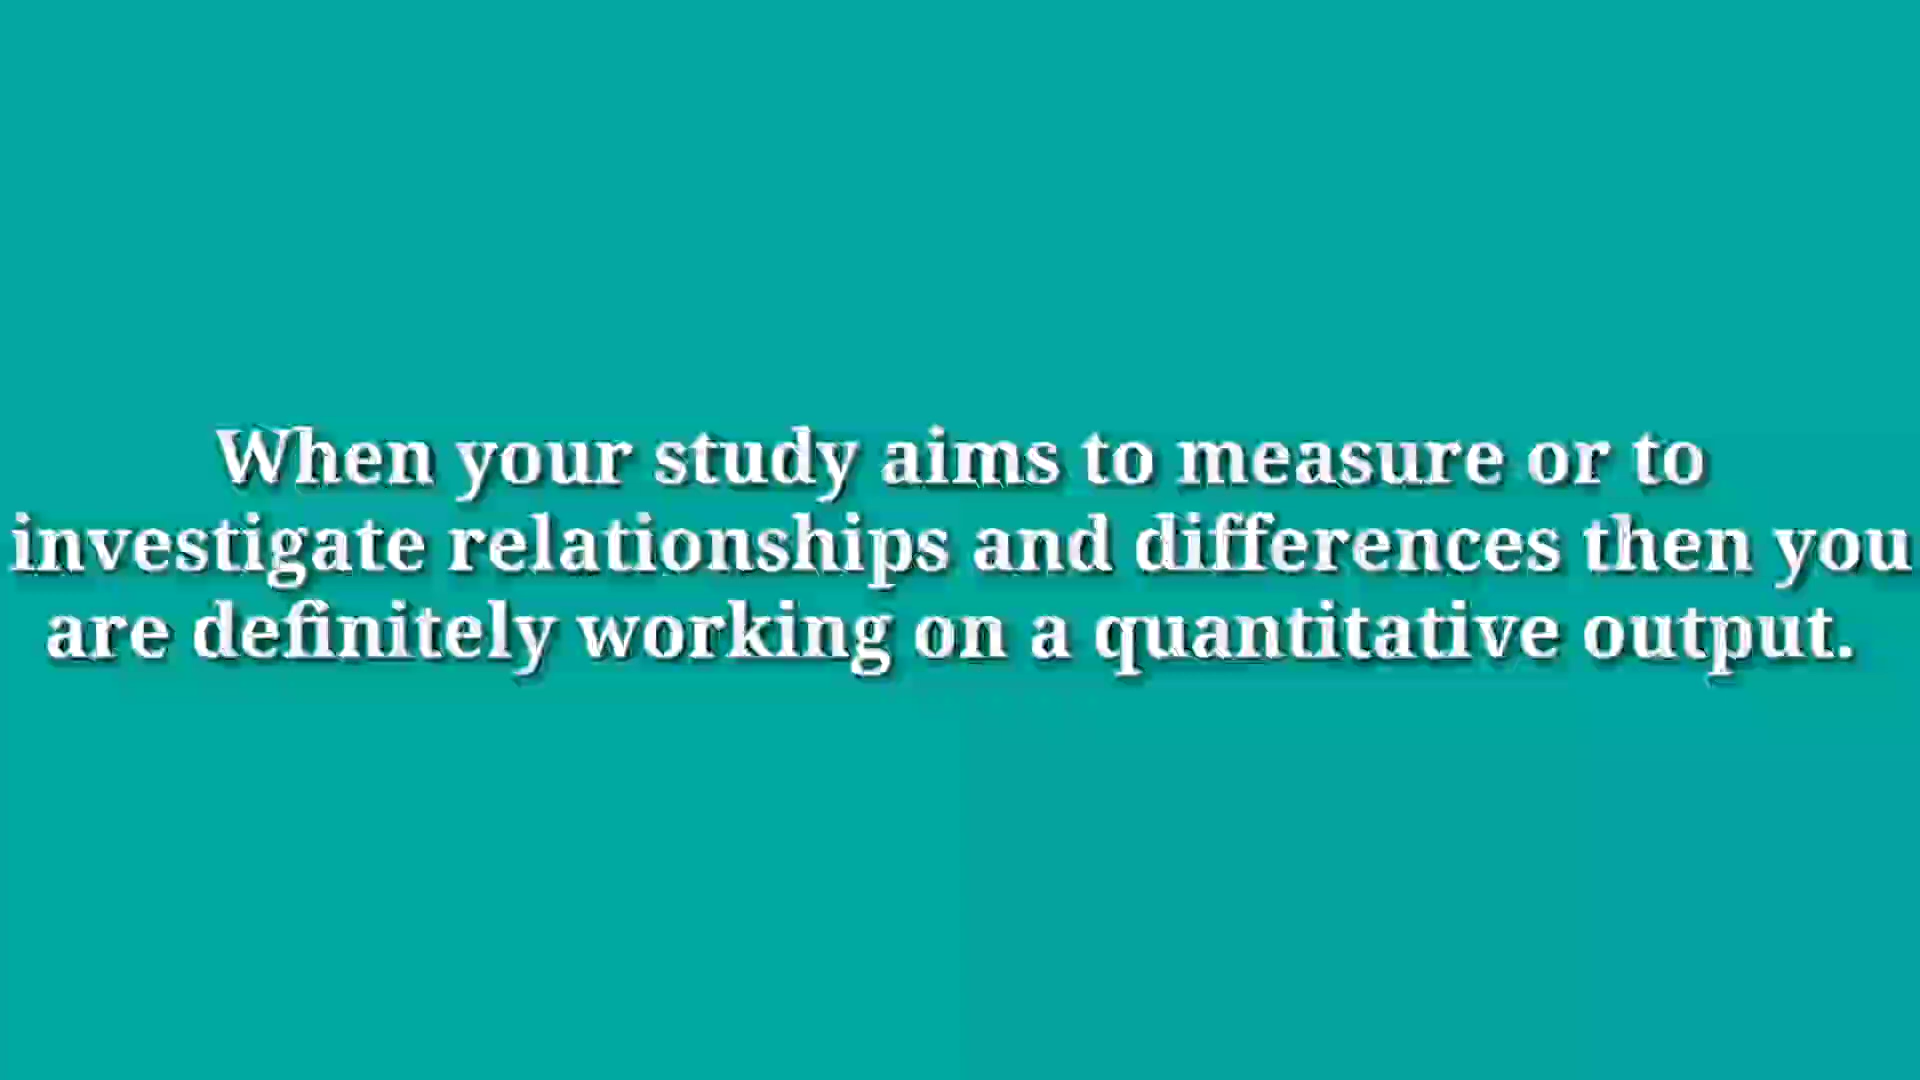 When your study aims to measure or to
investigate relationships and differences then you
are definitely working on a quantitative output.